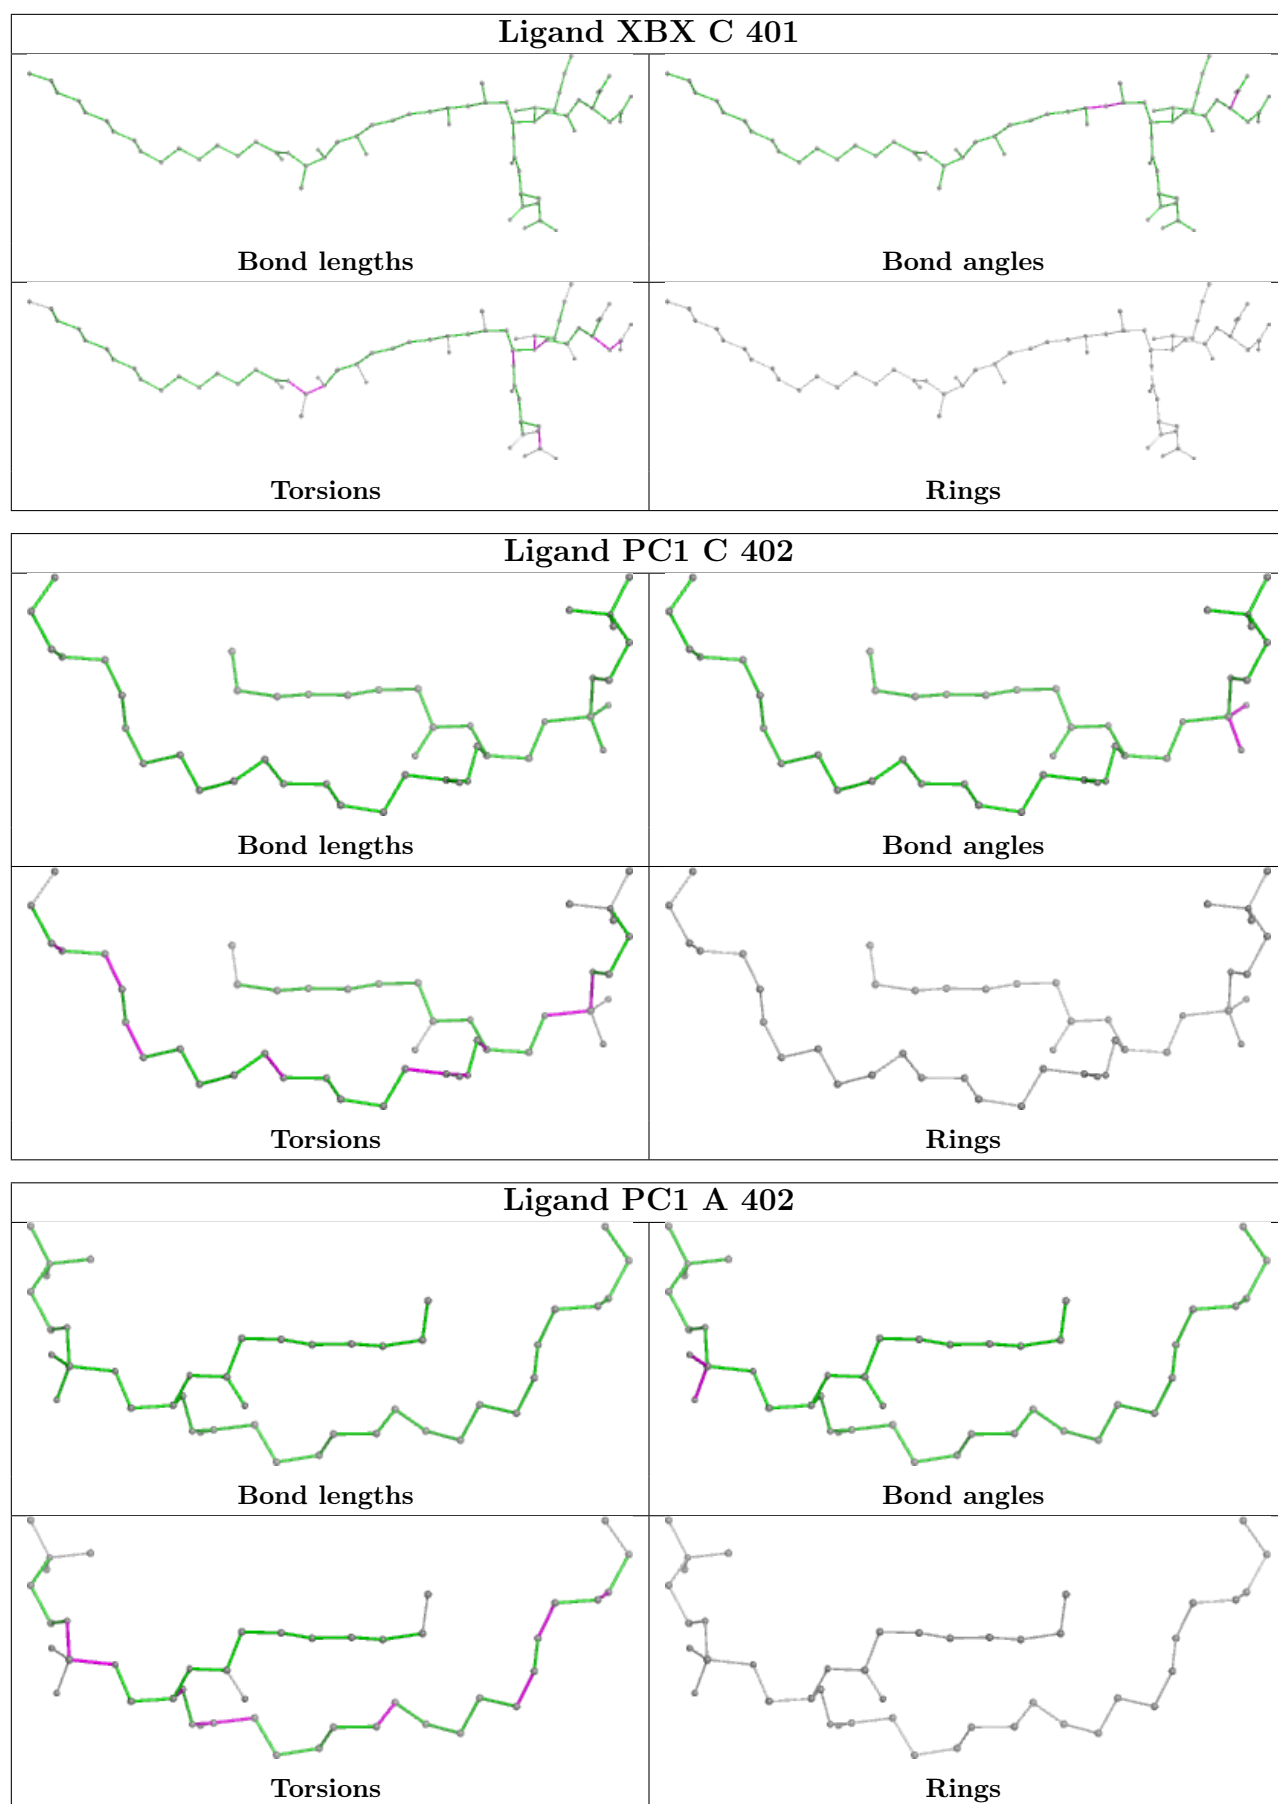 Ligand XBX C 401
Bond lengths
Bond angles
Torsions
Rings
Ligand PC1 C 402
Bond lengths
Bond angles
Torsions
Rings
Ligand PC1 A 402
Bond lengths
Bond angles
Torsions
Rings